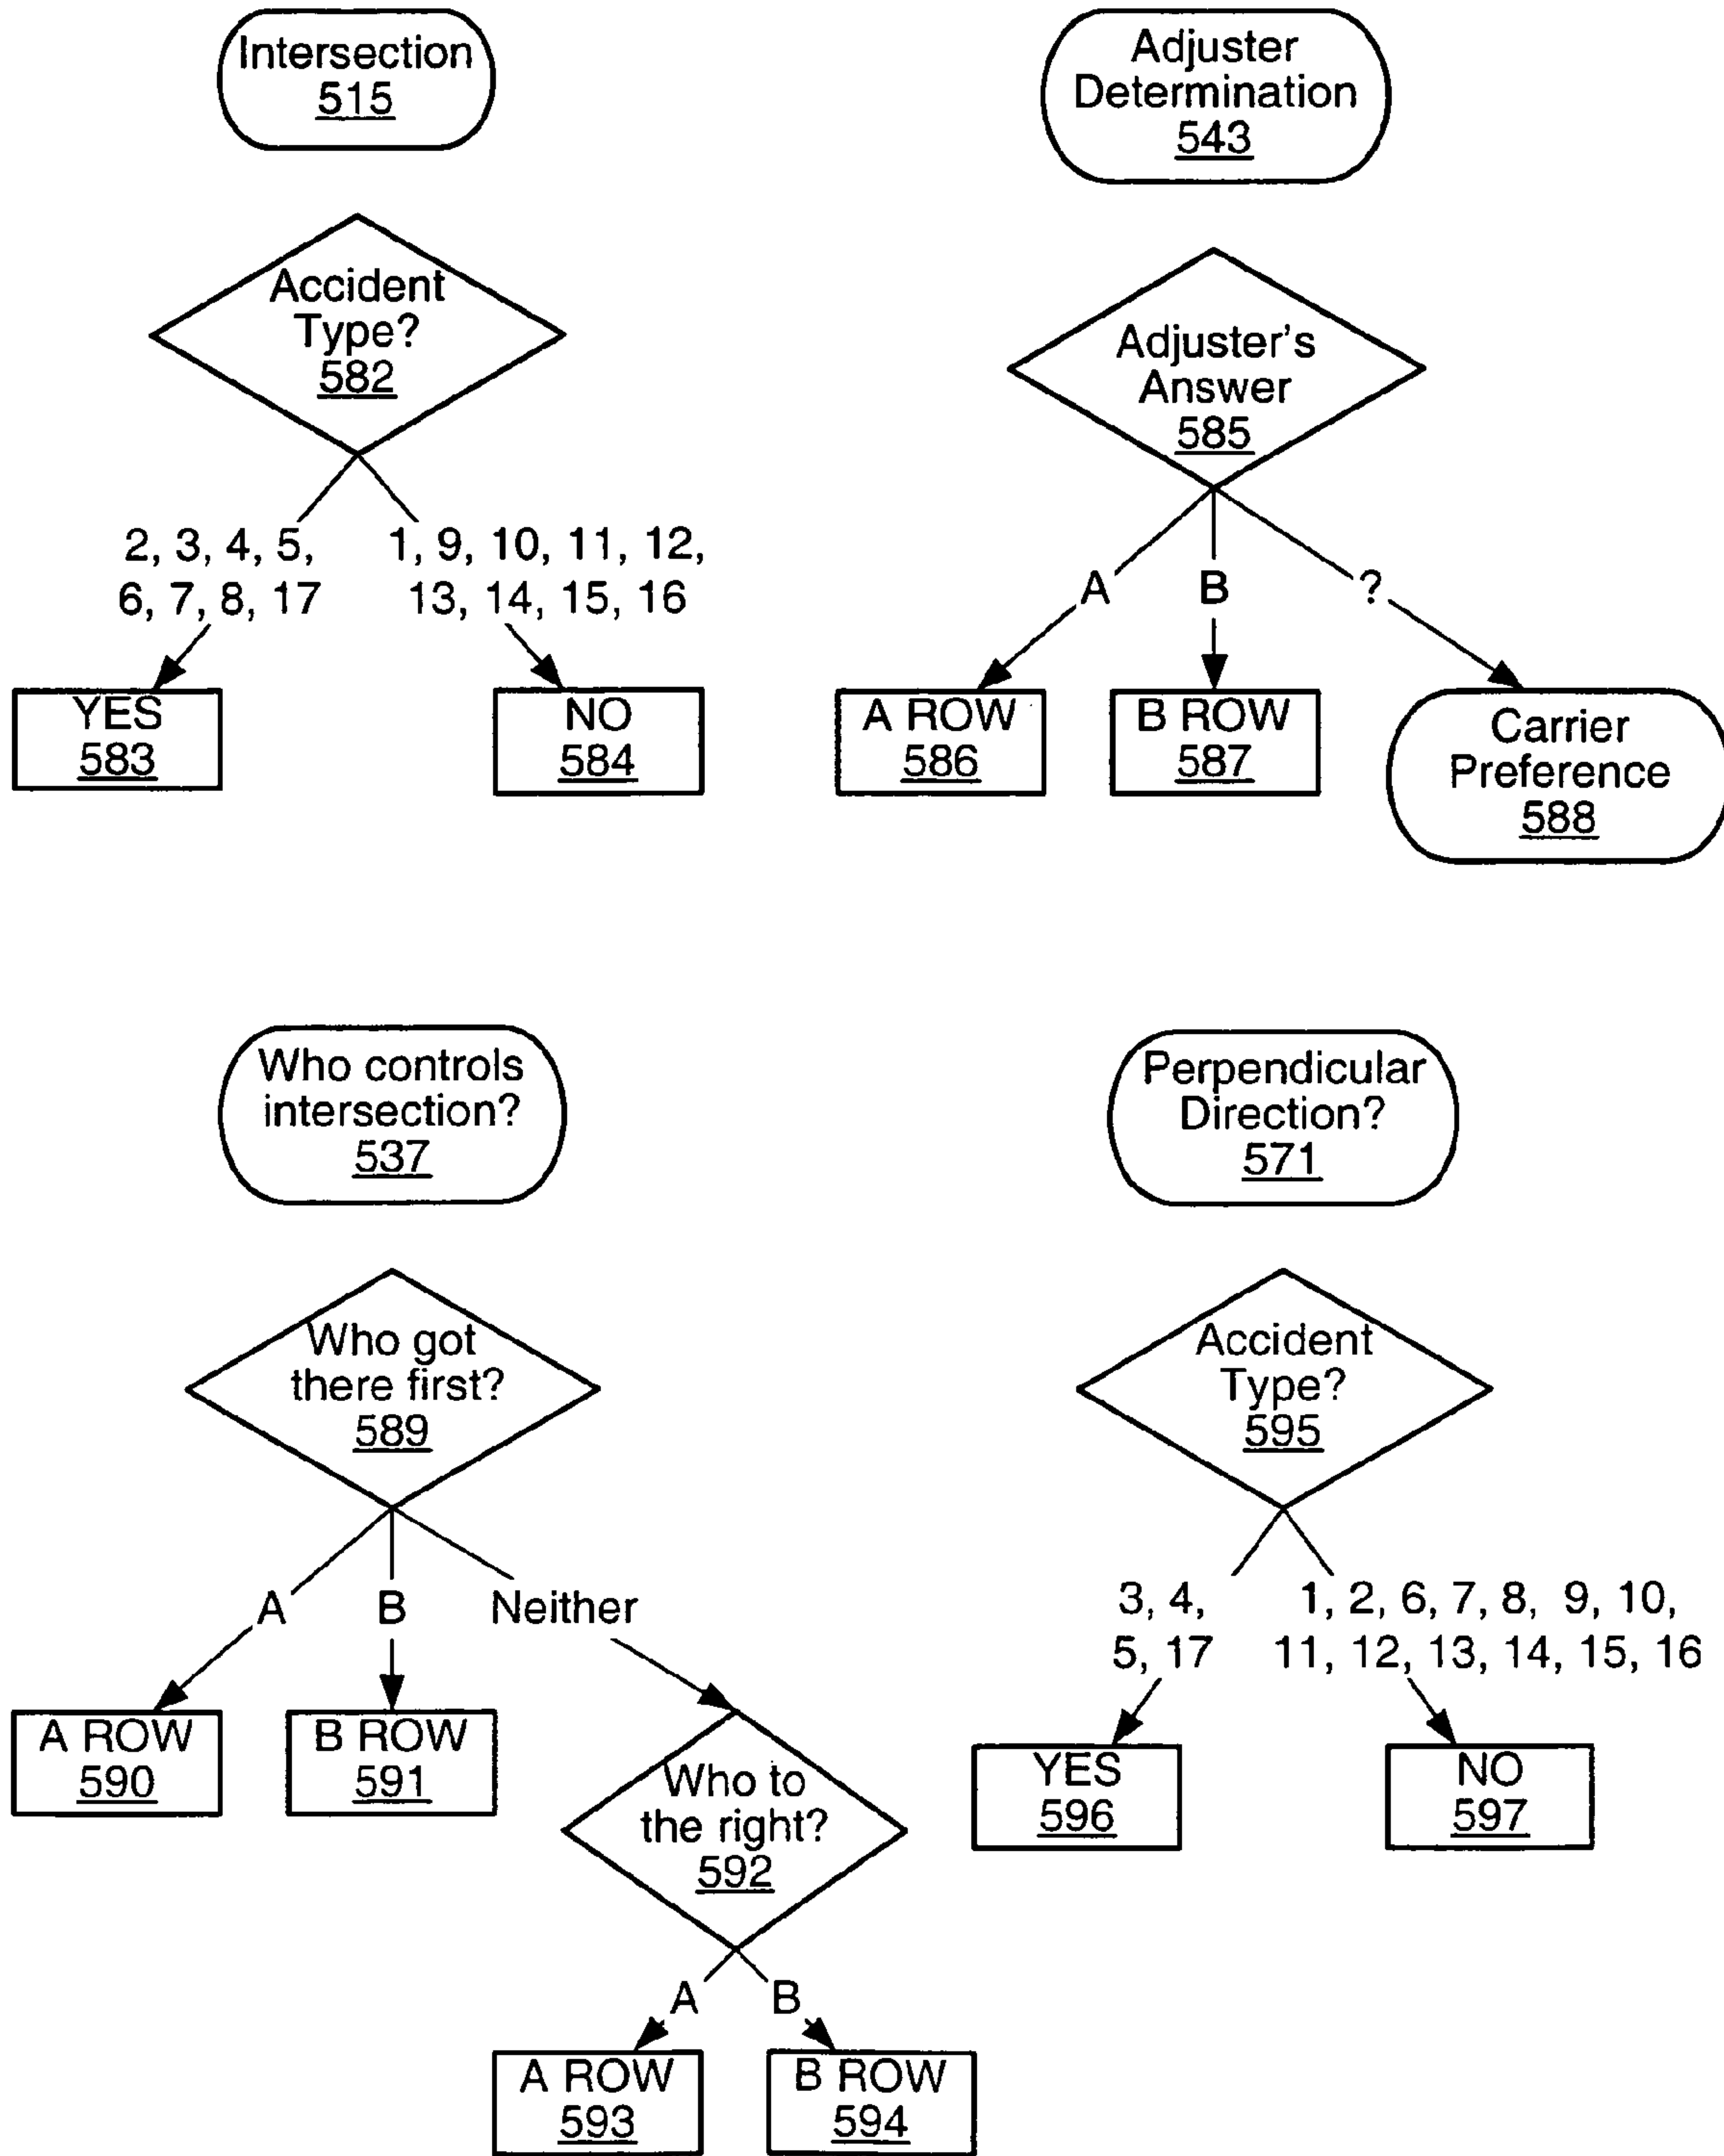 Intersection
515
Accident
Type?
582
2, 3, 4, 5,
6, 7, 8, 17
1, 9, 10, 11, 12,
13, 14, 15, 16
YES
583
NO
584
Adjuster
Determination
543
Adjuster's
Answer
585
A
B
?
A ROW
586
B ROW
587
Carrier
Preference
588
Who controls
intersection?
537
Who got
there first?
589
A
B
Neither
A ROW
590
B ROW
591
Who to
the right?
592
A
B
A ROW
593
B ROW
594
Perpendicular
Direction?
571
Accident
Type?
595
3, 4,
5, 17
1, 2, 6, 7, 8, 9, 10,
11, 12, 13, 14, 15, 16
YES
596
NO
597